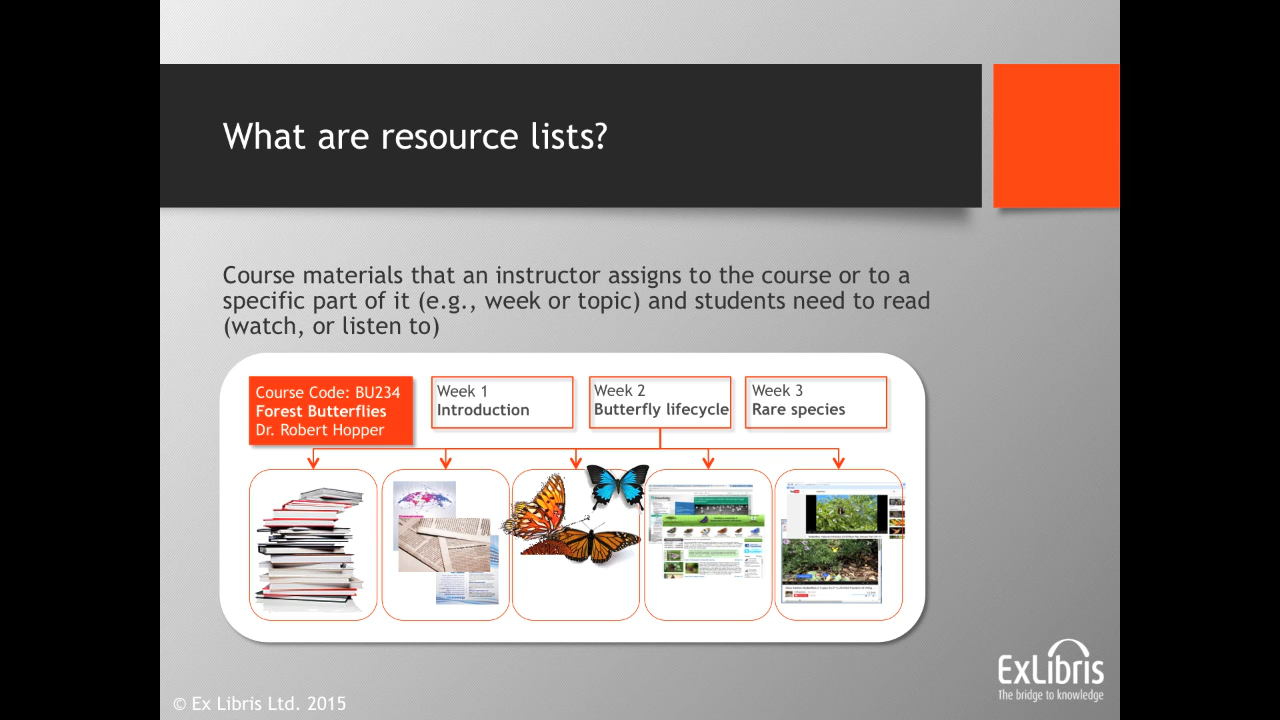 What are resource lists?
Course materials that an instructor assigns to the course or to a
specific part of it (e.g., week or topic) and students need to read
(watch, or listen to)
Course Code: BU234
Forest Butterflies
Dr. Robert Hopper
Week 1
Introduction
Week 2
Butterfly lifecycle
Week 3
Rare species
ExLibris
The bridge to knowledge
© Ex Libris Ltd. 2015